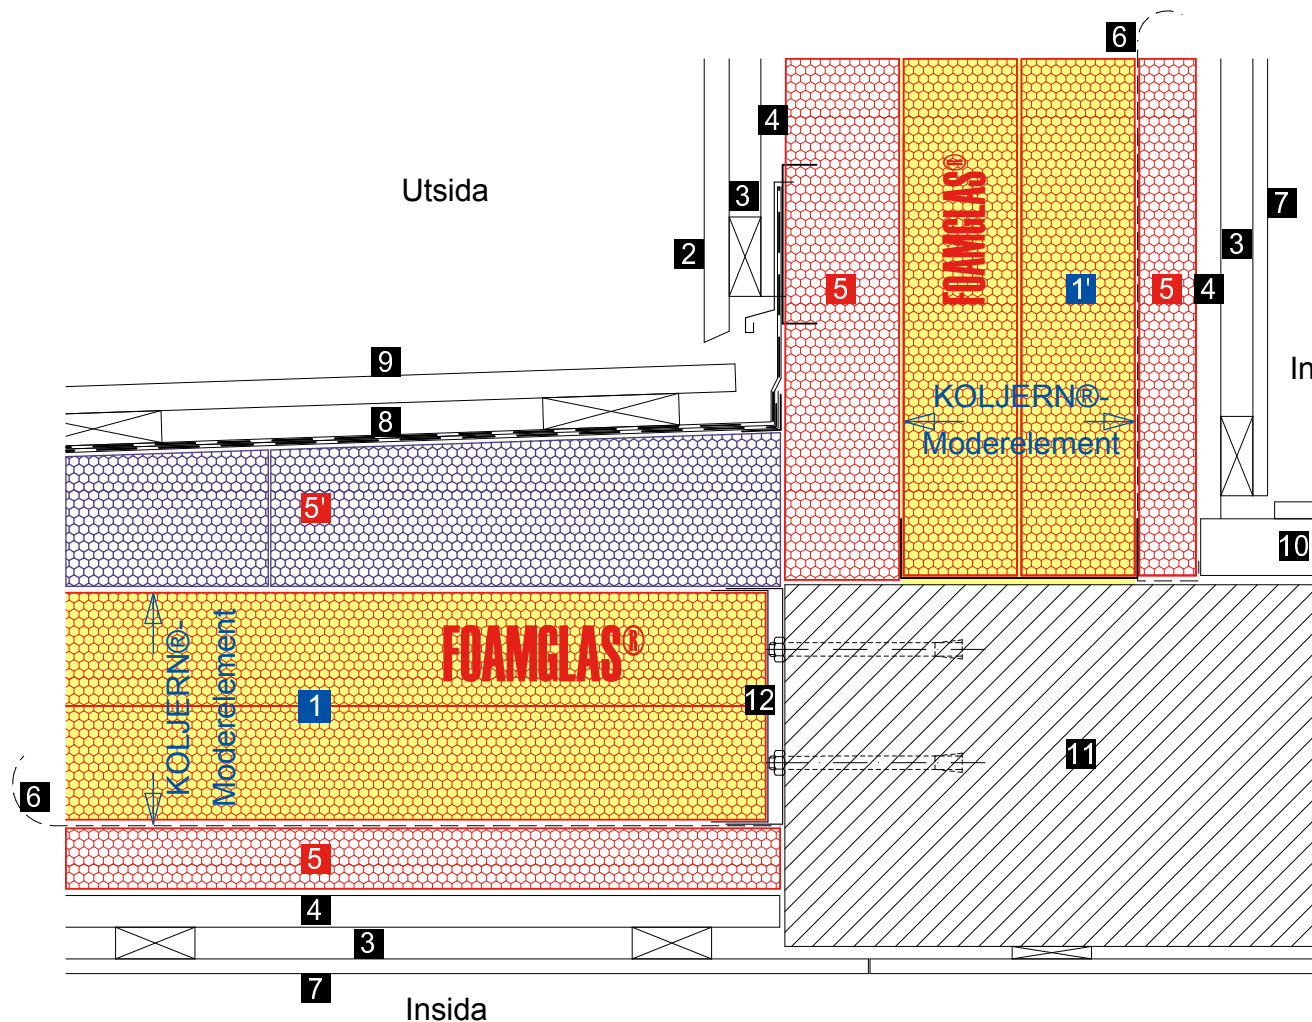 6
4
Utsida
3
7
2
3
FOAMGLAS®
5
1'
5
4
9
In
KOLJERN®-
Moderelement
8
5'
10
KOLJERN®-
Moderelement
FOAMGLAS®
1
12
11
6
5
4
3
7
Insida